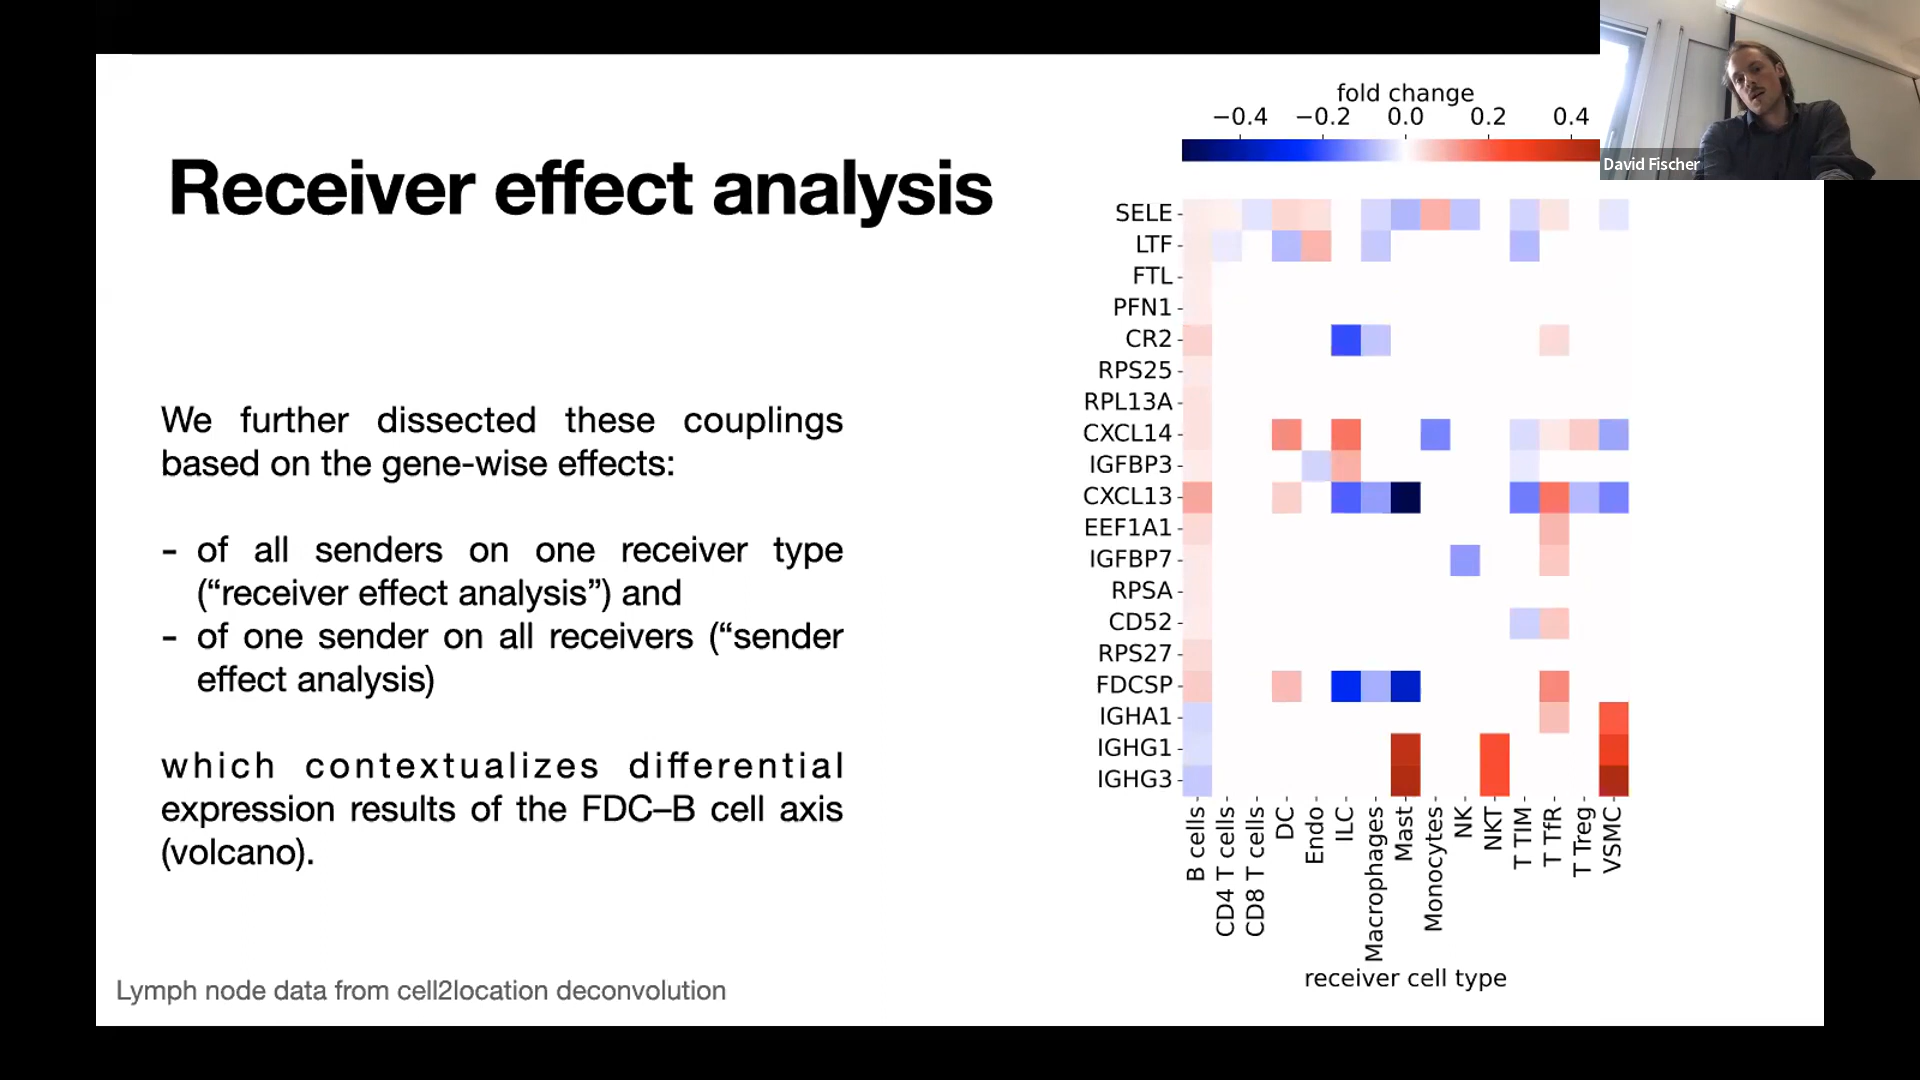 fold change
−0.4 −0.2 0.0 0.2 0.4
David Fischer
Receiver effect analysis
We further dissected these couplings
based on the gene-wise effects:
- of all senders on one receiver type
(“receiver effect analysis”) and
- of one sender on all receivers (“sender
effect analysis)
which contextualizes differential
expression results of the FDC–B cell axis
(volcano).
Lymph node data from cell2location deconvolution
SELE
LTF
FTL
PFN1
CR2
RPS25
RPL13A
CXCL14
IGFBP3
CXCL13
EEF1A1
IGFBP7
RPSA
CD52
RPS27
FDCSP
IGHA1
IGHG1
IGHG3
B cells
CD4 T cells
CD8 T cells
DC
Endo
ILC
Macrophages
Mast
Monocytes
NK
NKT
T TIM
T TfR
T Treg
VSMC
receiver cell type